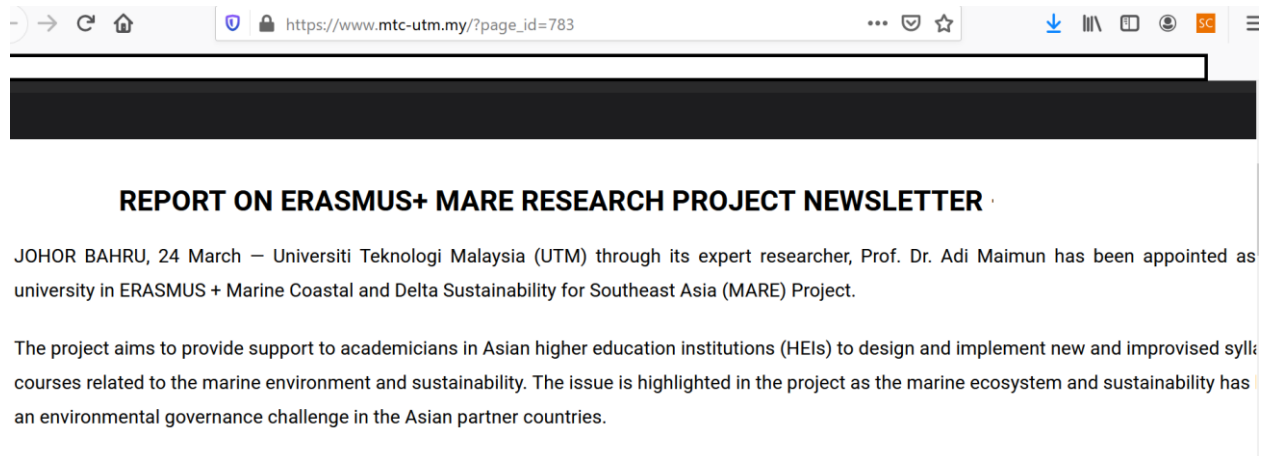 https://www.mtc-utm.my/?page_id=783
SC
REPORT ON ERASMUS+ MARE RESEARCH PROJECT NEWSLETTER
JOHOR BAHRU, 24 March — Universiti Teknologi Malaysia (UTM) through its expert researcher, Prof. Dr. Adi Maimun has been appointed as
university in ERASMUS + Marine Coastal and Delta Sustainability for Southeast Asia (MARE) Project.
The project aims to provide support to academicians in Asian higher education institutions (HEIs) to design and implement new and improvised
courses related to the marine environment and sustainability. The issue is highlighted in the project as the marine ecosystem and sustainability has
an environmental governance challenge in the Asian partner countries.